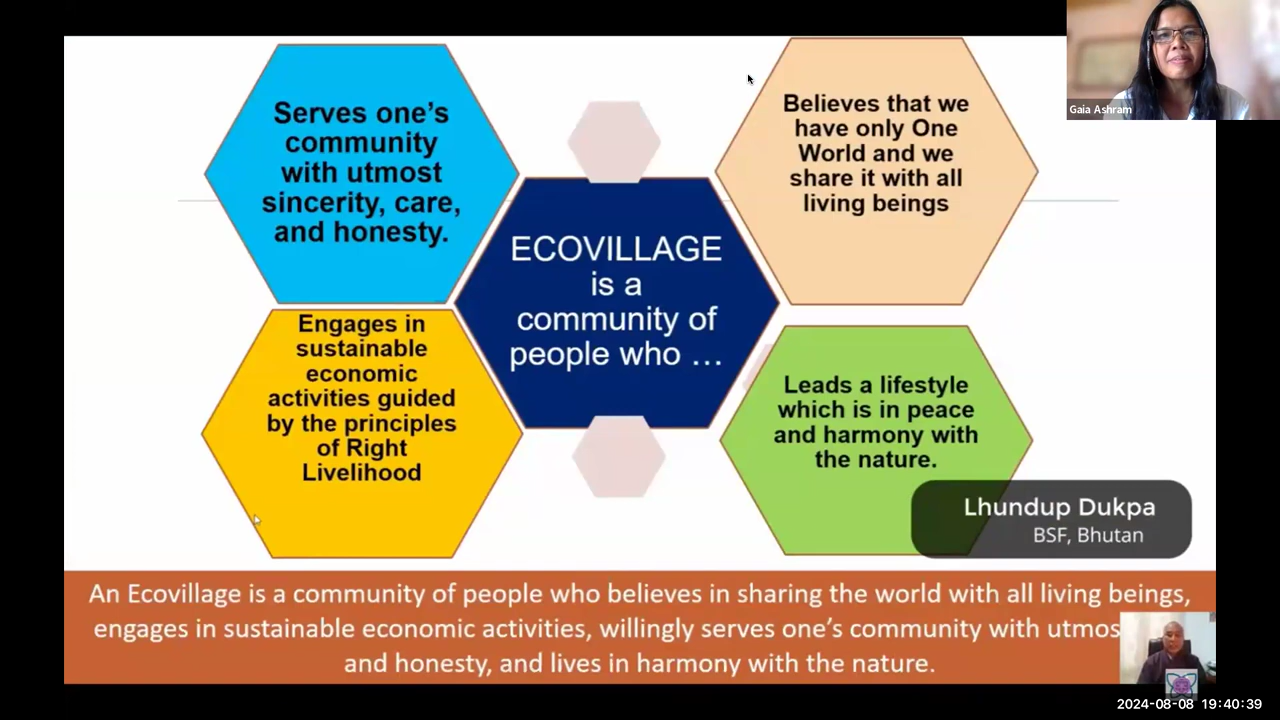 Serves one's
community
with utmost
sincerity, care,
and honesty.
Believes that we
have only One
World and we
share it with all
living beings
Gaia Ashram
ECOVILLAGE
is a
community of
people who ...
Engages in
sustainable
economic
activities guided
by the principles
of Right
Livelihood
Leads a lifestyle
which is in peace
and harmony with
the nature.
Lhundup Dukpa
BSF, Bhutan
An Ecovillage is a community of people who believes in sharing the world with all living beings,
engages in sustainable economic activities, willingly serves one's community with utmos
and honesty, and lives in harmony with the nature.
2024-08-08 19:40:39